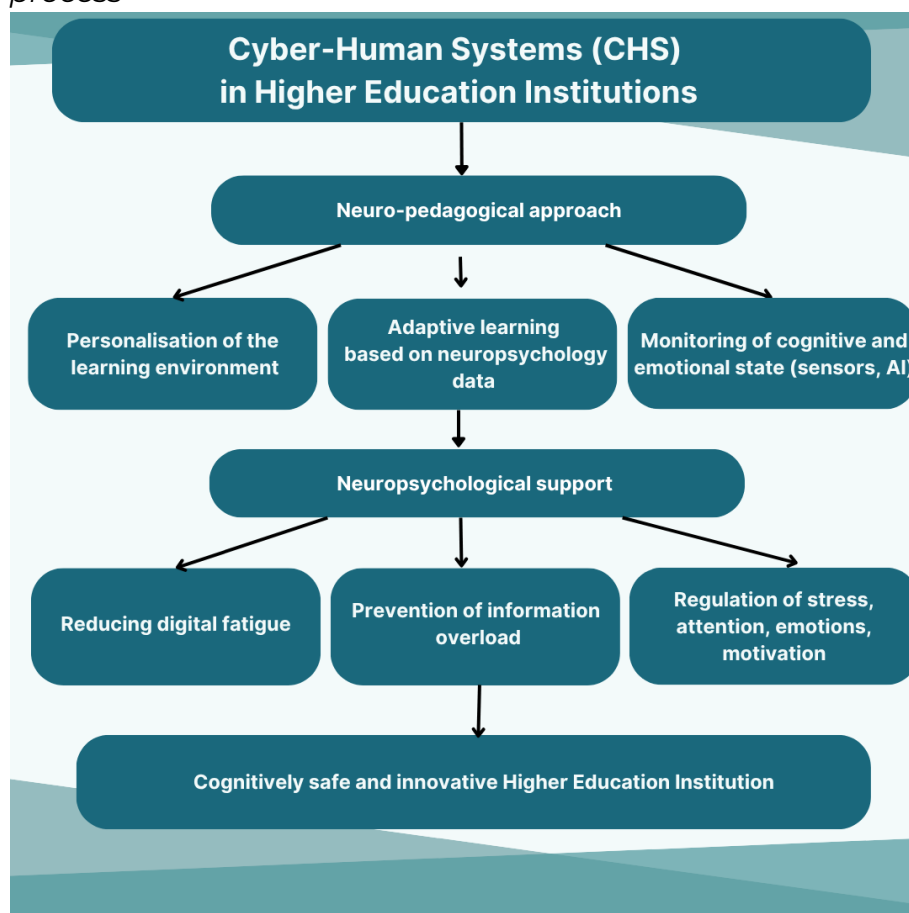 process
Cyber-Human Systems (CHS)
in Higher Education Institutions
Neuro-pedagogical approach
Personalisation of the
learning environment
Adaptive learning
based on neuropsychology
data
Monitoring of cognitive and
emotional state (sensors, AI)
Neuropsychological support
Reducing digital fatigue
Prevention of information
overload
Regulation of stress,
attention, emotions,
motivation
Cognitively safe and innovative Higher Education Institution